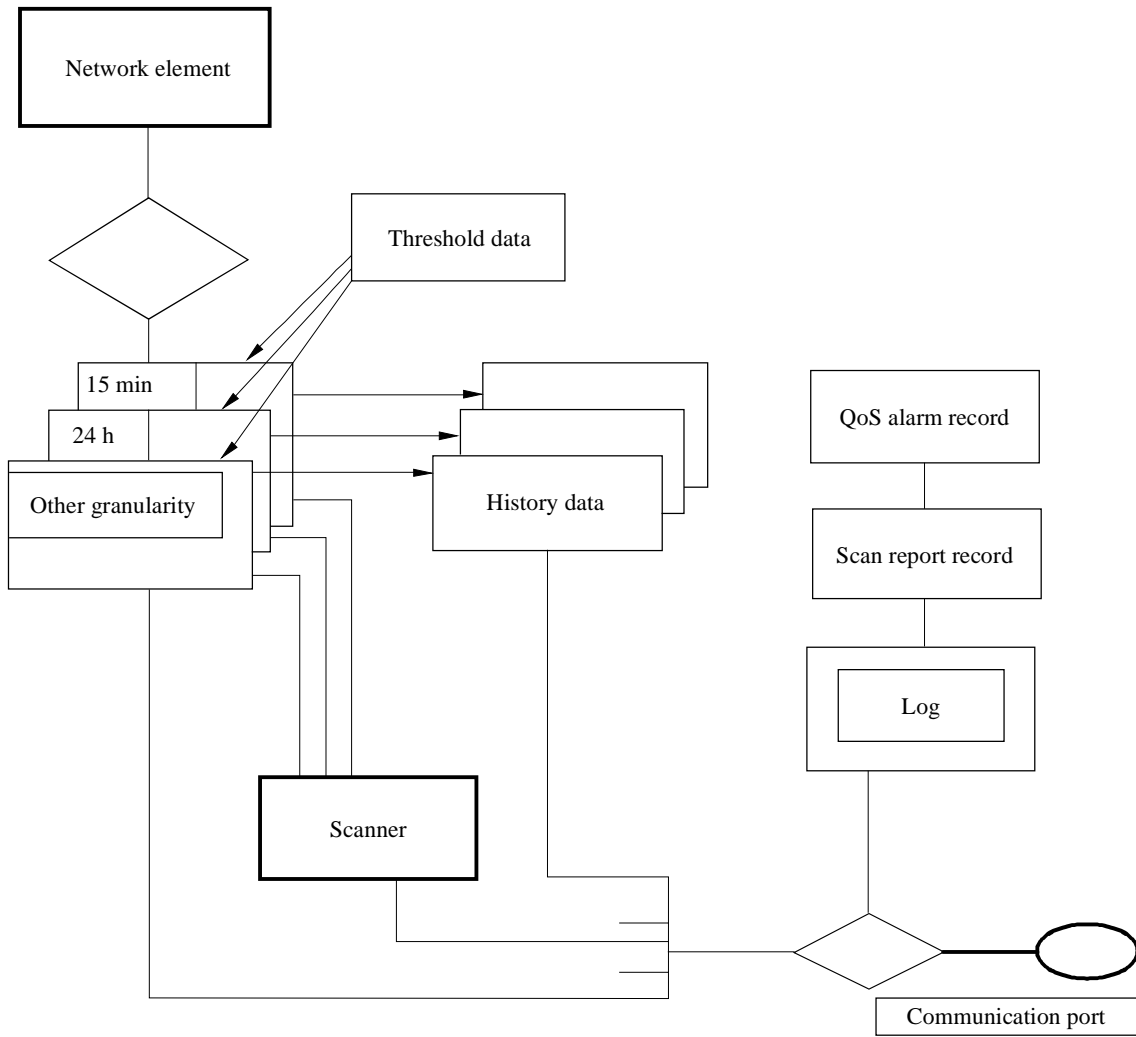 Network element
Threshold data
15 min
QoS alarm record
24 h
Other granularity
History data
Scan report record
Log
Scanner
Communication port